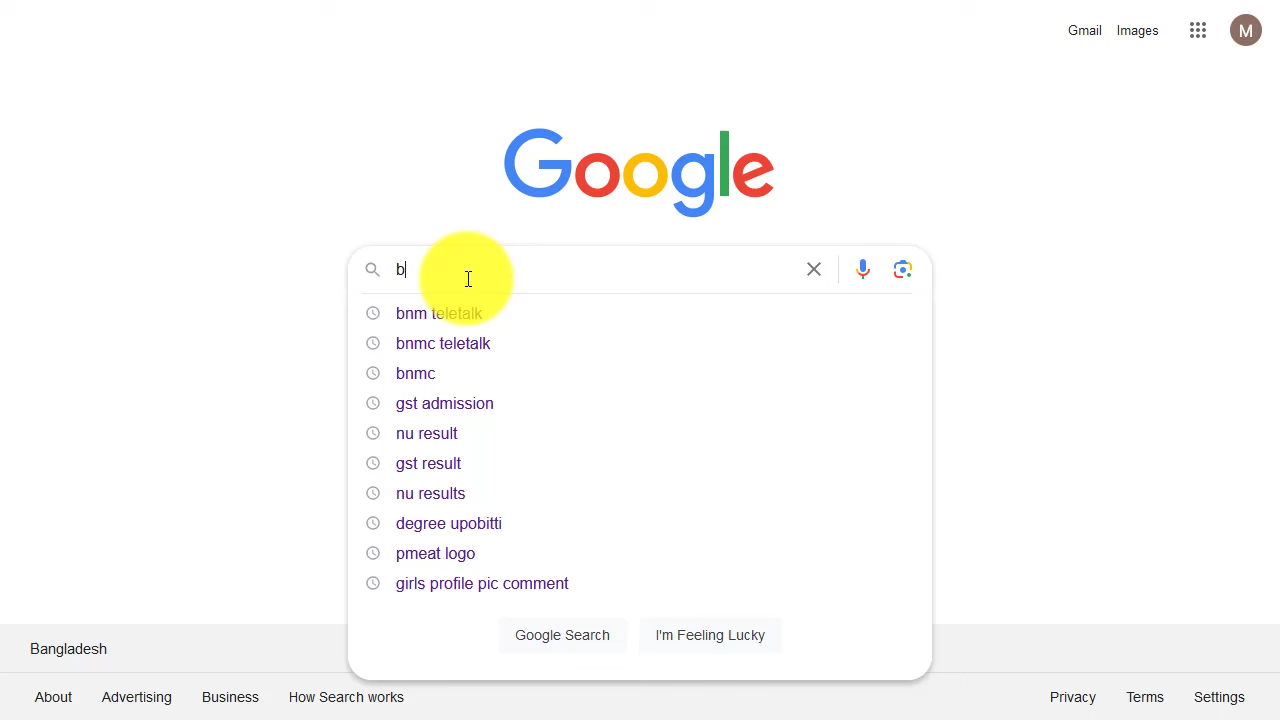 Gmail Images M
Google
b
bnm teletalk
bnmc teletalk
bnmc
gst admission
nu result
gst result
nu results
degree upobitti
pmeat logo
girls profile pic comment
Google Search I'm Feeling Lucky
Bangladesh
About Advertising Business How Search works Privacy Terms Settings